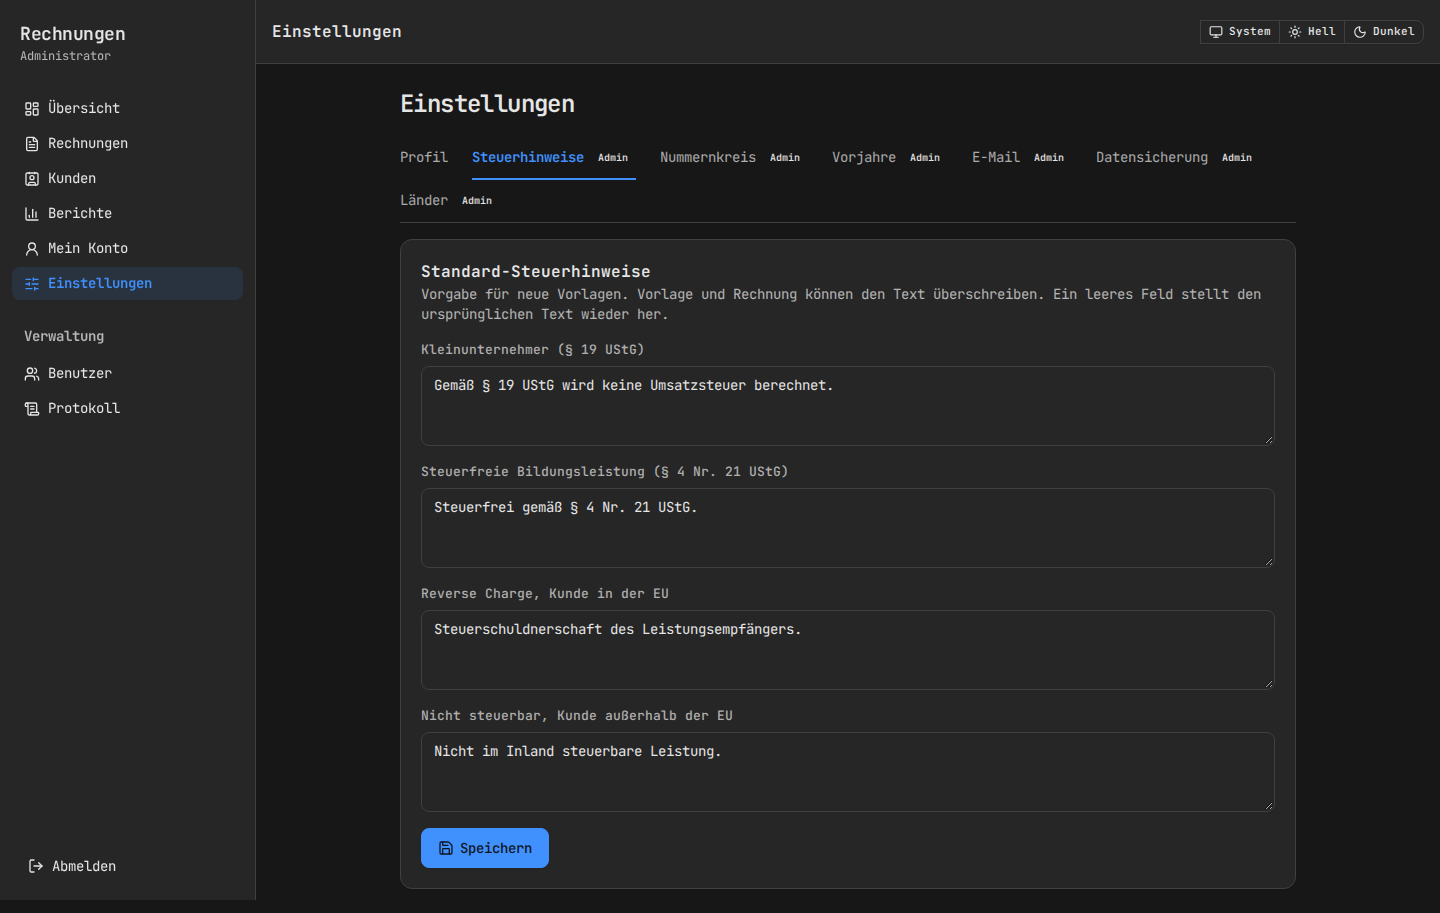 Rechnungen
Administrator
Übersicht
Rechnungen
Kunden
Berichte
Mein Konto
Einstellungen
Verwaltung
Benutzer
Protokoll
Abmelden
Einstellungen
System Hell Dunkel
Einstellungen
Profil Steuerhinweise Admin Nummernkreis Admin Vorjahre Admin E-Mail Admin Datensicherung Admin
Länder Admin
Standard-Steuerhinweise
Vorgabe für neue Vorlagen. Vorlage und Rechnung können den Text überschreiben. Ein leeres Feld stellt den
ursprünglichen Text wieder her.
Kleinunternehmer (§ 19 UStG)
Gemäß § 19 UStG wird keine Umsatzsteuer berechnet.
Steuerfreie Bildungsleistung (§ 4 Nr. 21 UStG)
Steuerfrei gemäß § 4 Nr. 21 UStG.
Reverse Charge, Kunde in der EU
Steuerschuldnerschaft des Leistungsempfängers.
Nicht steuerbar, Kunde außerhalb der EU
Nicht im Inland steuerbare Leistung.
Speichern